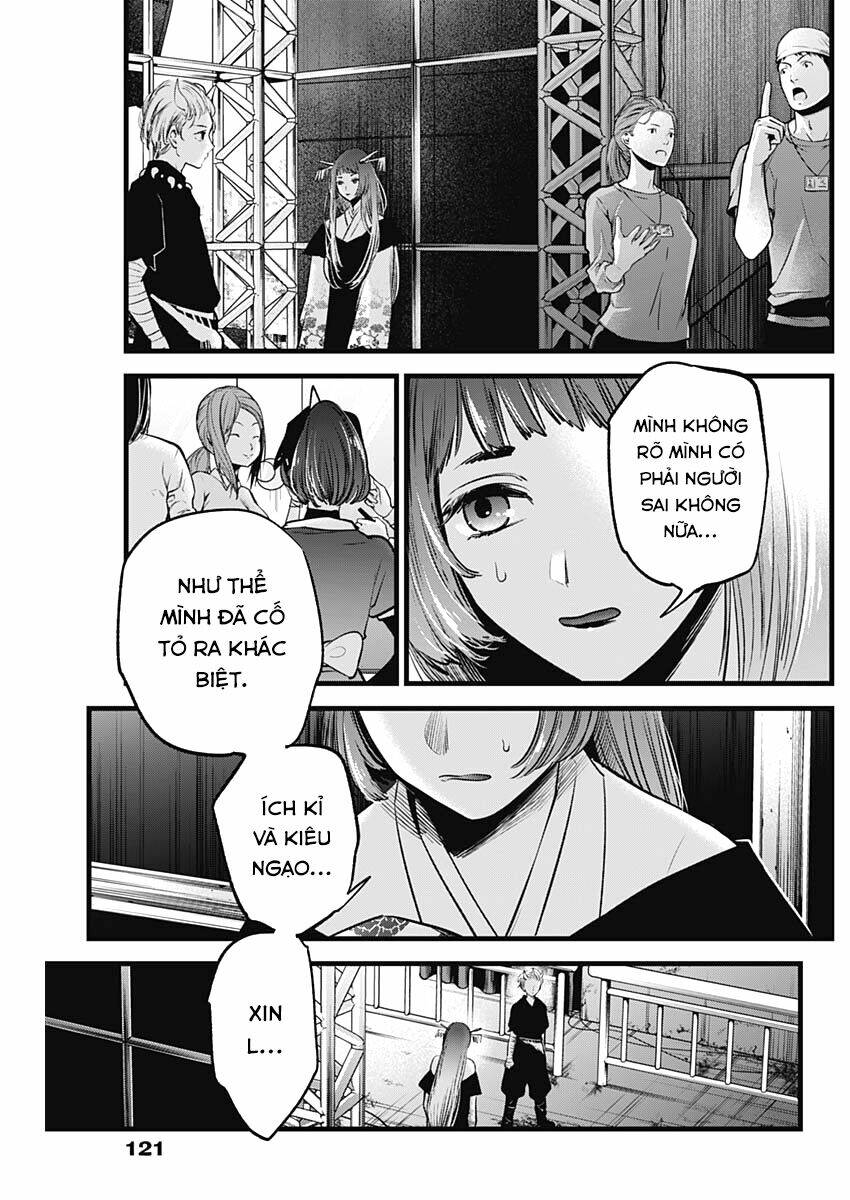 MÌNH KHÔNG
RÕ MÌNH CÓ
PHẢI NGƯỜI
SAI KHÔNG
NỮA...
NHƯ THỂ
MÌNH ĐÃ CỐ
TỎ RA KHÁC
BIỆT.
ÍCH KỈ
VÀ KIÊU
NGẠO...
XIN
L...
121